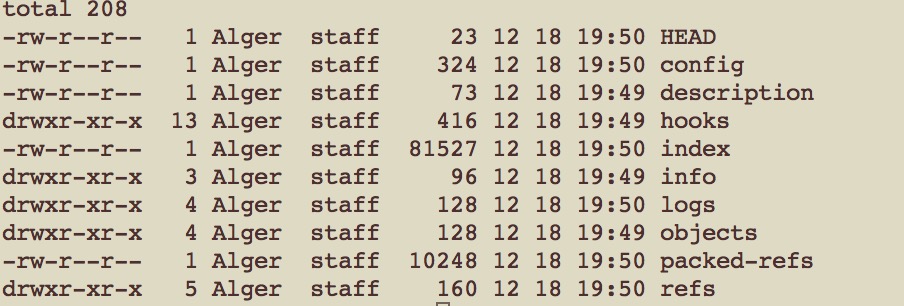 total 208
-rw-r--r--   1 Alger  staff     23 12 18 19:50 HEAD
-rw-r--r--   1 Alger  staff    324 12 18 19:50 config
-rw-r--r--   1 Alger  staff     73 12 18 19:49 description
drwxr-xr-x  13 Alger  staff    416 12 18 19:49 hooks
-rw-r--r--   1 Alger  staff  81527 12 18 19:50 index
drwxr-xr-x   3 Alger  staff     96 12 18 19:49 info
drwxr-xr-x   4 Alger  staff    128 12 18 19:50 logs
drwxr-xr-x   4 Alger  staff    128 12 18 19:49 objects
-rw-r--r--   1 Alger  staff  10248 12 18 19:50 packed-refs
drwxr-xr-x   5 Alger  staff    160 12 18 19:50 refs